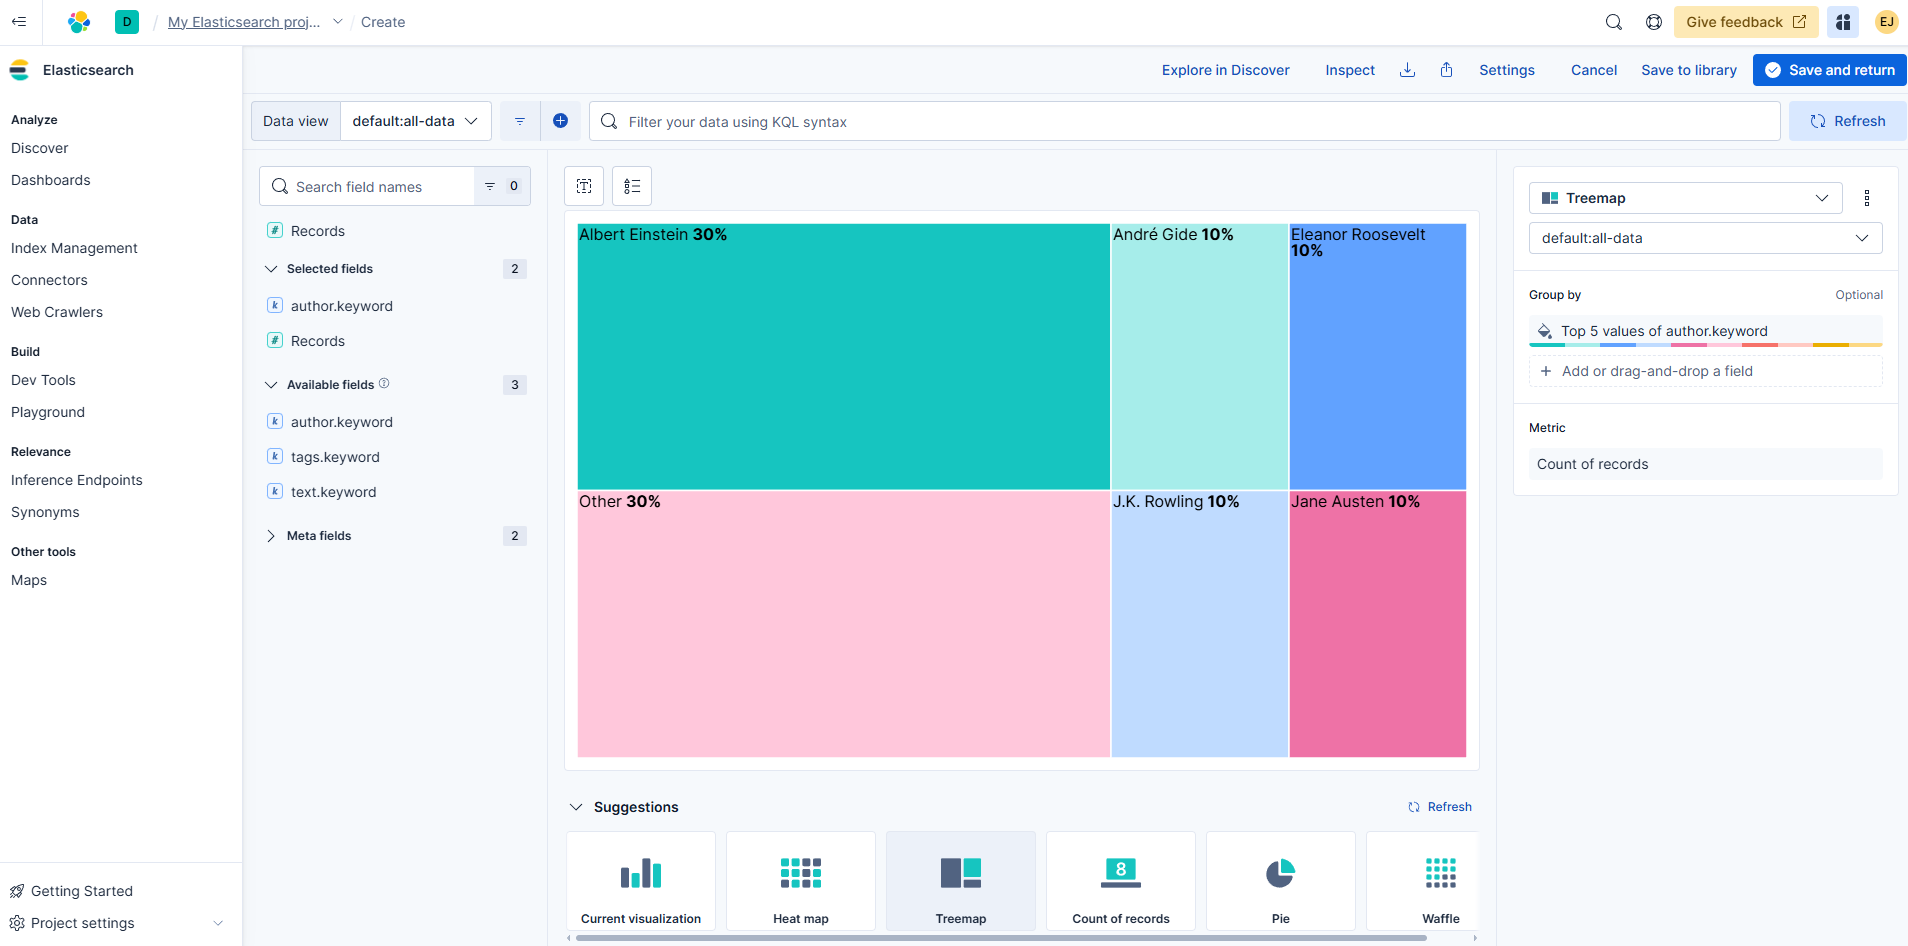 D / My Elasticsearch proj... / Create
Give feedback
EJ
Elasticsearch
Explore in Discover
Inspect
Settings
Cancel
Save to library
Save and return
Analyze
Discover
Dashboards
Data
Index Management
Connectors
Web Crawlers
Build
Dev Tools
Playground
Relevance
Inference Endpoints
Synonyms
Other tools
Maps
Getting Started
Project settings
Data view
default:all-data
Filter your data using KQL syntax
Refresh
Search field names
0
# Records
Selected fields
2
k author.keyword
# Records
Available fields
3
k author.keyword
k tags.keyword
k text.keyword
Meta fields
2
Albert Einstein 30%
André Gide 10%
Eleanor Roosevelt
10%
Other 30%
J.K. Rowling 10%
Jane Austen 10%
Suggestions
Refresh
Current visualization
Heat map
Treemap
8
Count of records
Pie
Waffle
Treemap
default:all-data
Group by
Optional
Top 5 values of author.keyword
Add or drag-and-drop a field
Metric
Count of records